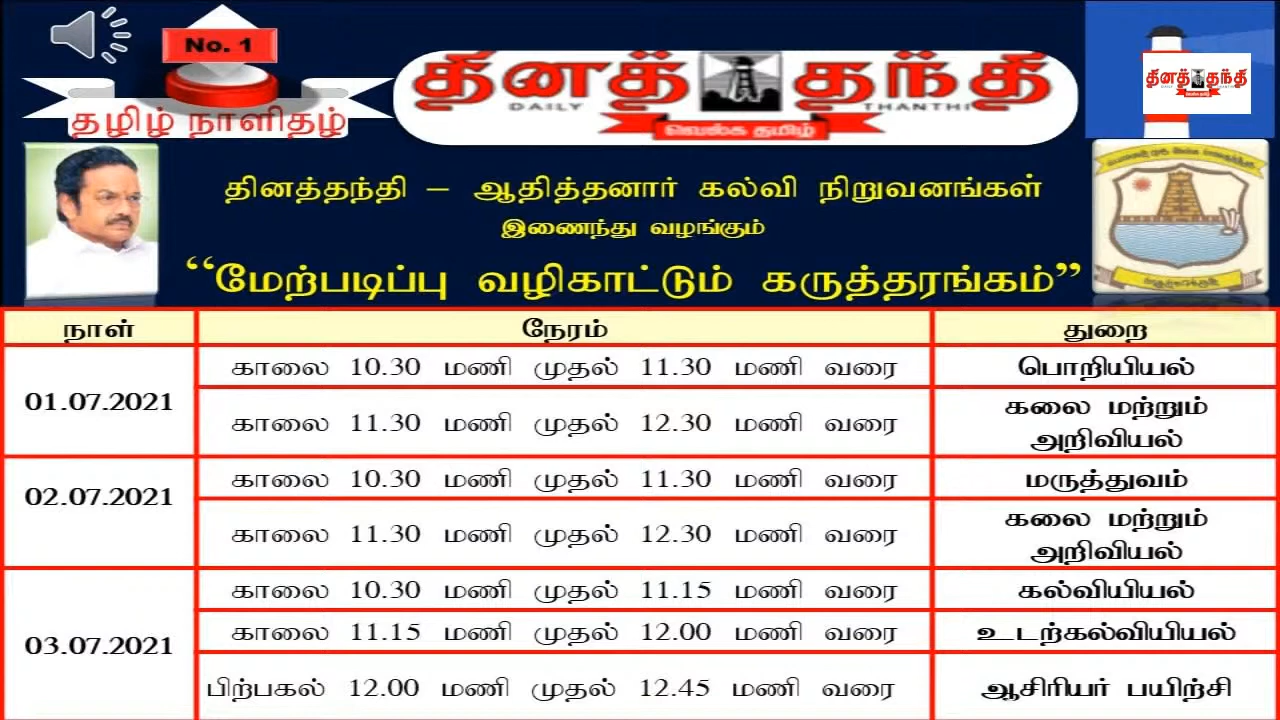 No. 1
தமிழ் நாளிதழ்
தினத் தந்தி
DAILY THANTHI
வெல்க தமிழ்
தினத் தந்தி
தினத்தந்தி – ஆதித்தனார் கல்வி நிறுவனங்கள்
இணைந்து வழங்கும்
“மேற்படிப்பு வழிகாட்டும் கருத்தரங்கம்”
நாள் நேரம் துறை
01.07.2021
காலை 10.30 மணி முதல் 11.30 மணி வரை பொறியியல்
காலை 11.30 மணி முதல் 12.30 மணி வரை கலை மற்றும்
அறிவியல்
02.07.2021
காலை 10.30 மணி முதல் 11.30 மணி வரை மருத்துவம்
காலை 11.30 மணி முதல் 12.30 மணி வரை கலை மற்றும்
அறிவியல்
03.07.2021
காலை 10.30 மணி முதல் 11.15 மணி வரை கல்வியியல்
காலை 11.15 மணி முதல் 12.00 மணி வரை உடற்கல்வியியல்
பிற்பகல் 12.00 மணி முதல் 12.45 மணி வரை ஆசிரியர் பயிற்சி